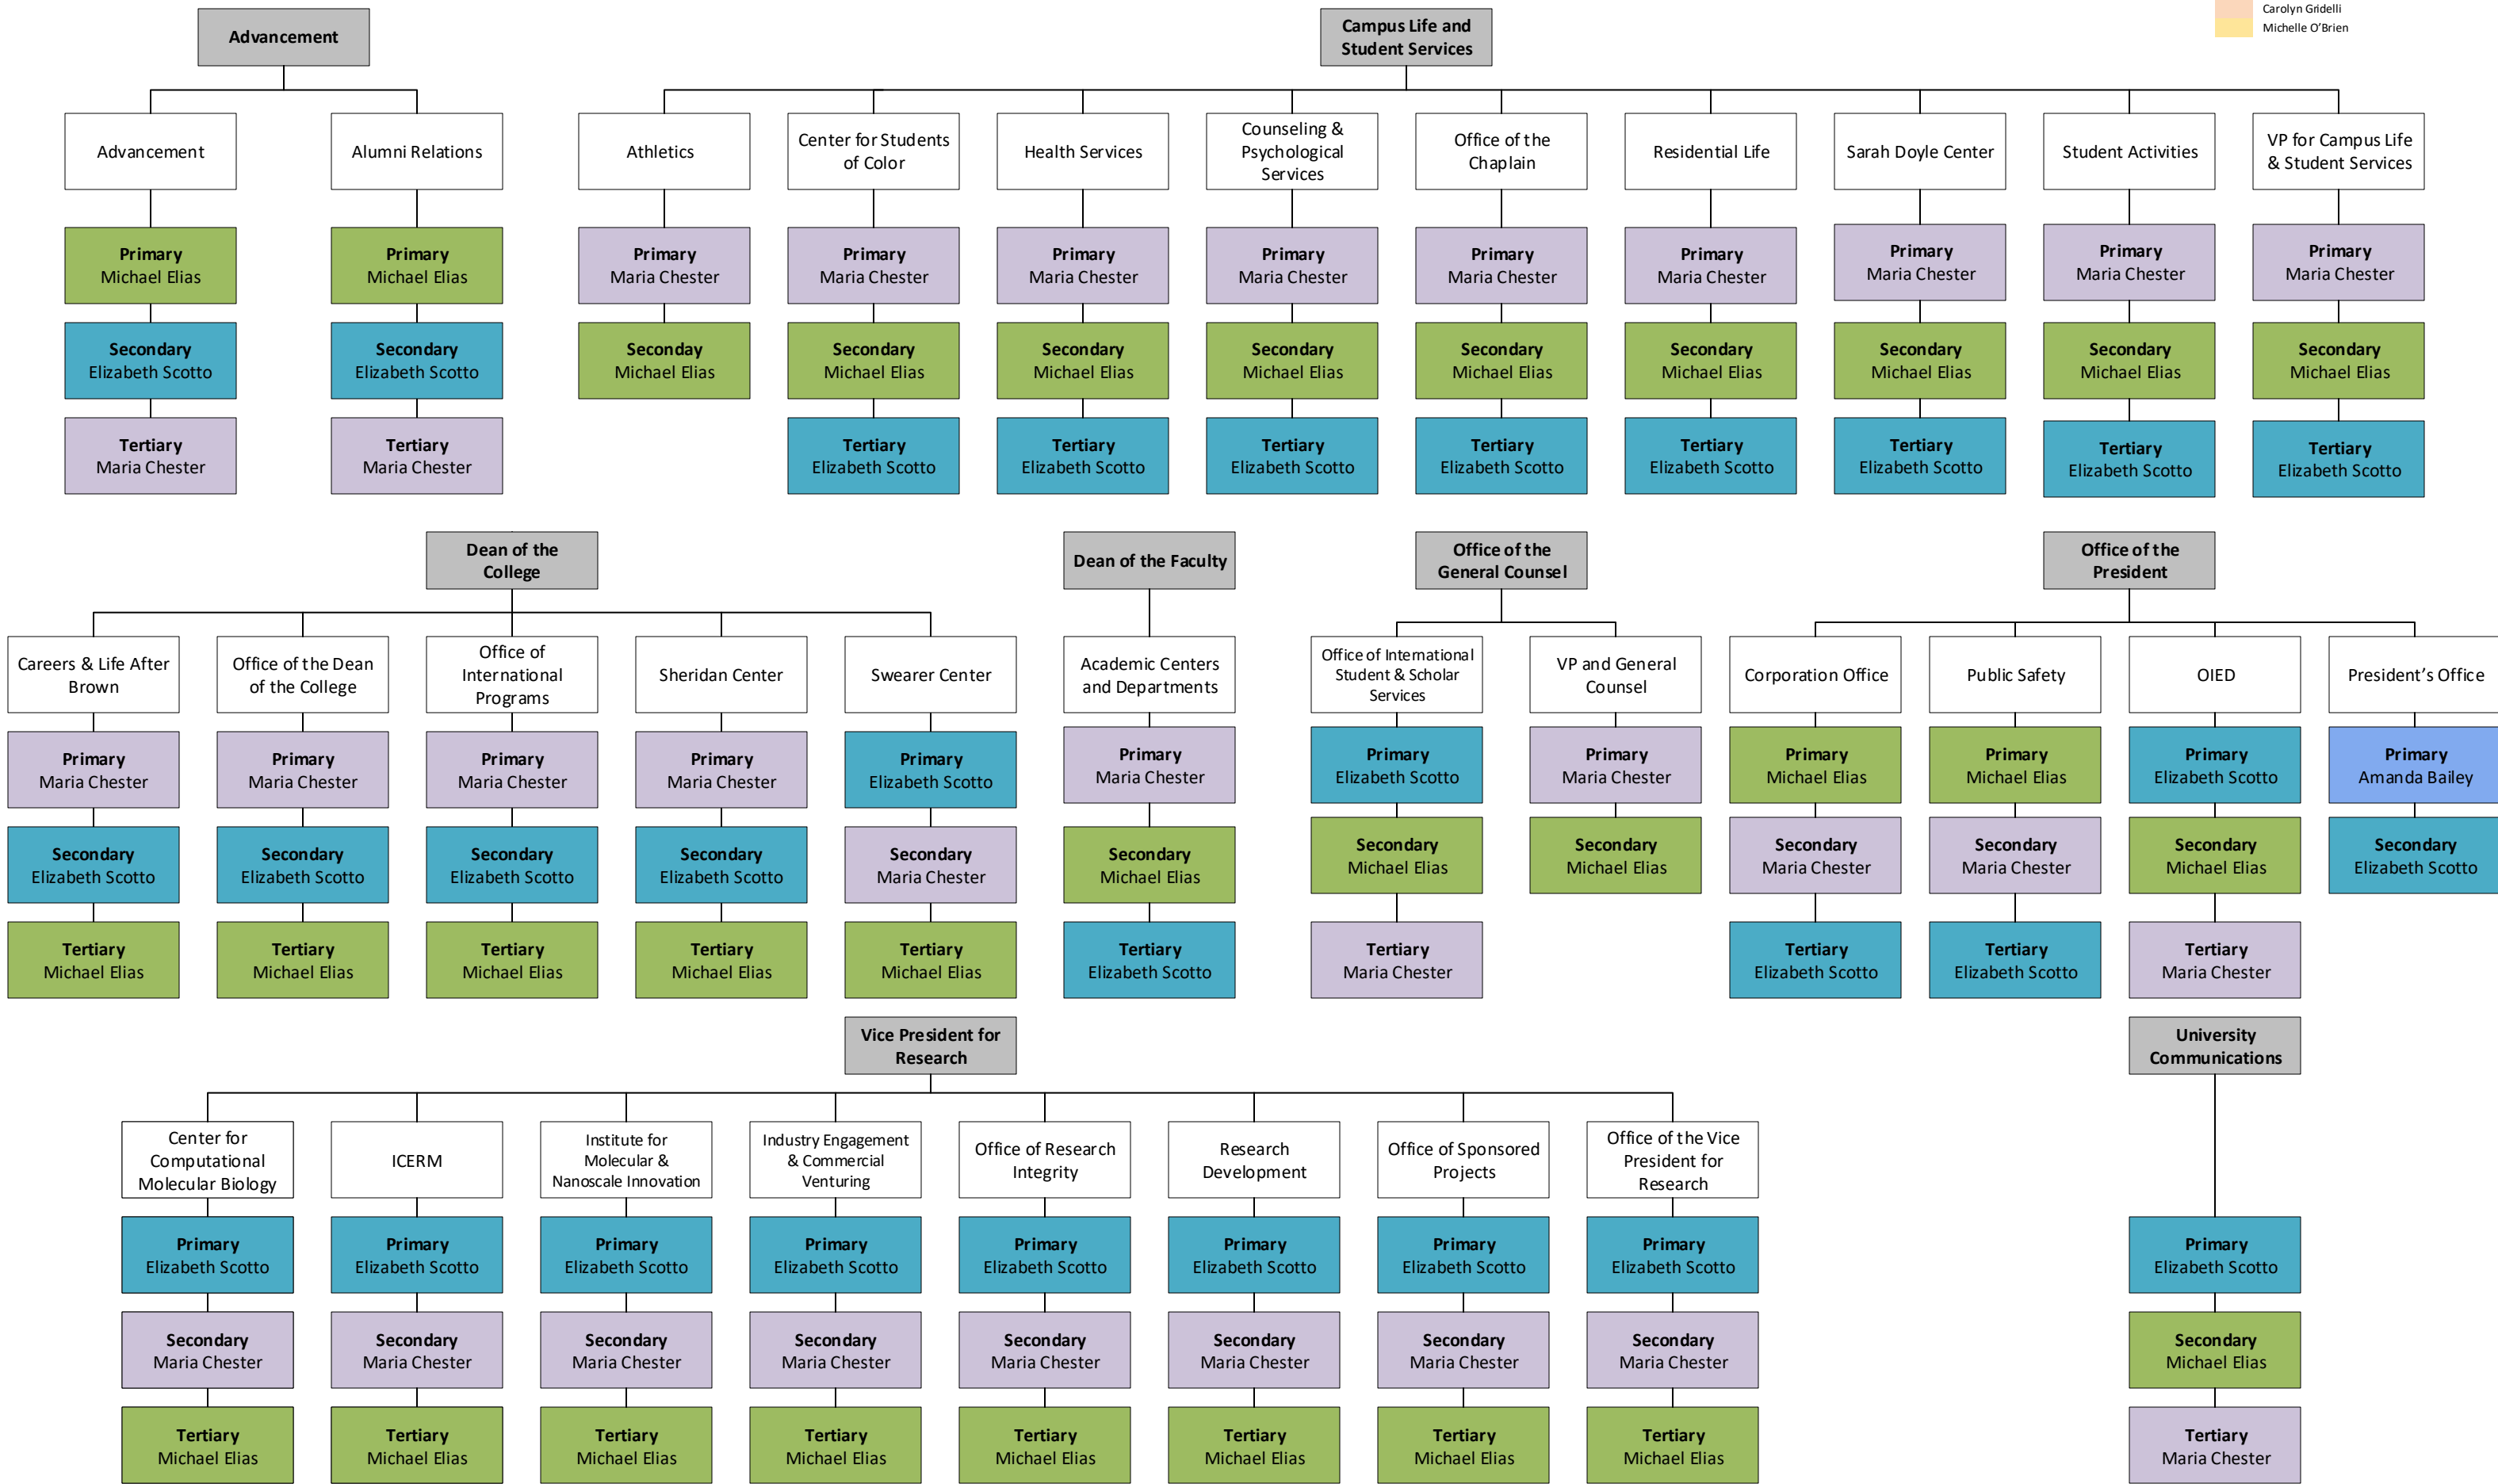 Carolyn Gridelli
Michelle O’Brien
Advancement
Campus Life and
Student Services
Advancement
Alumni Relations
Athletics
Center for Students
of Color
Health Services
Counseling &
Psychological
Services
Office of the
Chaplain
Residential Life
Sarah Doyle Center
Student Activities
VP for Campus Life
& Student Services
Primary
Michael Elias
Primary
Michael Elias
Primary
Maria Chester
Primary
Maria Chester
Primary
Maria Chester
Primary
Maria Chester
Primary
Maria Chester
Primary
Maria Chester
Primary
Maria Chester
Primary
Maria Chester
Primary
Maria Chester
Secondary
Elizabeth Scotto
Secondary
Elizabeth Scotto
Seconday
Michael Elias
Secondary
Michael Elias
Secondary
Michael Elias
Secondary
Michael Elias
Secondary
Michael Elias
Secondary
Michael Elias
Secondary
Michael Elias
Secondary
Michael Elias
Secondary
Michael Elias
Tertiary
Maria Chester
Tertiary
Maria Chester
Tertiary
Elizabeth Scotto
Tertiary
Elizabeth Scotto
Tertiary
Elizabeth Scotto
Tertiary
Elizabeth Scotto
Tertiary
Elizabeth Scotto
Tertiary
Elizabeth Scotto
Tertiary
Elizabeth Scotto
Tertiary
Elizabeth Scotto
Dean of the
College
Dean of the Faculty
Office of the
General Counsel
Office of the
President
Careers & Life After
Brown
Office of the Dean
of the College
Office of
International
Programs
Sheridan Center
Swearer Center
Academic Centers
and Departments
Office of International
Student & Scholar
Services
VP and General
Counsel
Corporation Office
Public Safety
OIED
President’s Office
Primary
Maria Chester
Primary
Maria Chester
Primary
Maria Chester
Primary
Maria Chester
Primary
Elizabeth Scotto
Primary
Maria Chester
Primary
Elizabeth Scotto
Primary
Maria Chester
Primary
Michael Elias
Primary
Michael Elias
Primary
Elizabeth Scotto
Primary
Amanda Bailey
Secondary
Elizabeth Scotto
Secondary
Elizabeth Scotto
Secondary
Elizabeth Scotto
Secondary
Elizabeth Scotto
Secondary
Maria Chester
Secondary
Michael Elias
Secondary
Michael Elias
Secondary
Michael Elias
Secondary
Maria Chester
Secondary
Maria Chester
Secondary
Michael Elias
Secondary
Elizabeth Scotto
Tertiary
Michael Elias
Tertiary
Michael Elias
Tertiary
Michael Elias
Tertiary
Michael Elias
Tertiary
Michael Elias
Tertiary
Elizabeth Scotto
Tertiary
Maria Chester
Tertiary
Elizabeth Scotto
Tertiary
Elizabeth Scotto
Tertiary
Maria Chester
Vice President for
Research
University
Communications
Center for
Computational
Molecular Biology
ICERM
Institute for
Molecular &
Nanoscale Innovation
Industry Engagement
& Commercial
Venturing
Office of Research
Integrity
Research
Development
Office of Sponsored
Projects
Office of the Vice
President for
Research
Primary
Elizabeth Scotto
Primary
Elizabeth Scotto
Primary
Elizabeth Scotto
Primary
Elizabeth Scotto
Primary
Elizabeth Scotto
Primary
Elizabeth Scotto
Primary
Elizabeth Scotto
Primary
Elizabeth Scotto
Primary
Elizabeth Scotto
Secondary
Maria Chester
Secondary
Maria Chester
Secondary
Maria Chester
Secondary
Maria Chester
Secondary
Maria Chester
Secondary
Maria Chester
Secondary
Maria Chester
Secondary
Maria Chester
Secondary
Michael Elias
Tertiary
Michael Elias
Tertiary
Michael Elias
Tertiary
Michael Elias
Tertiary
Michael Elias
Tertiary
Michael Elias
Tertiary
Michael Elias
Tertiary
Michael Elias
Tertiary
Michael Elias
Tertiary
Maria Chester